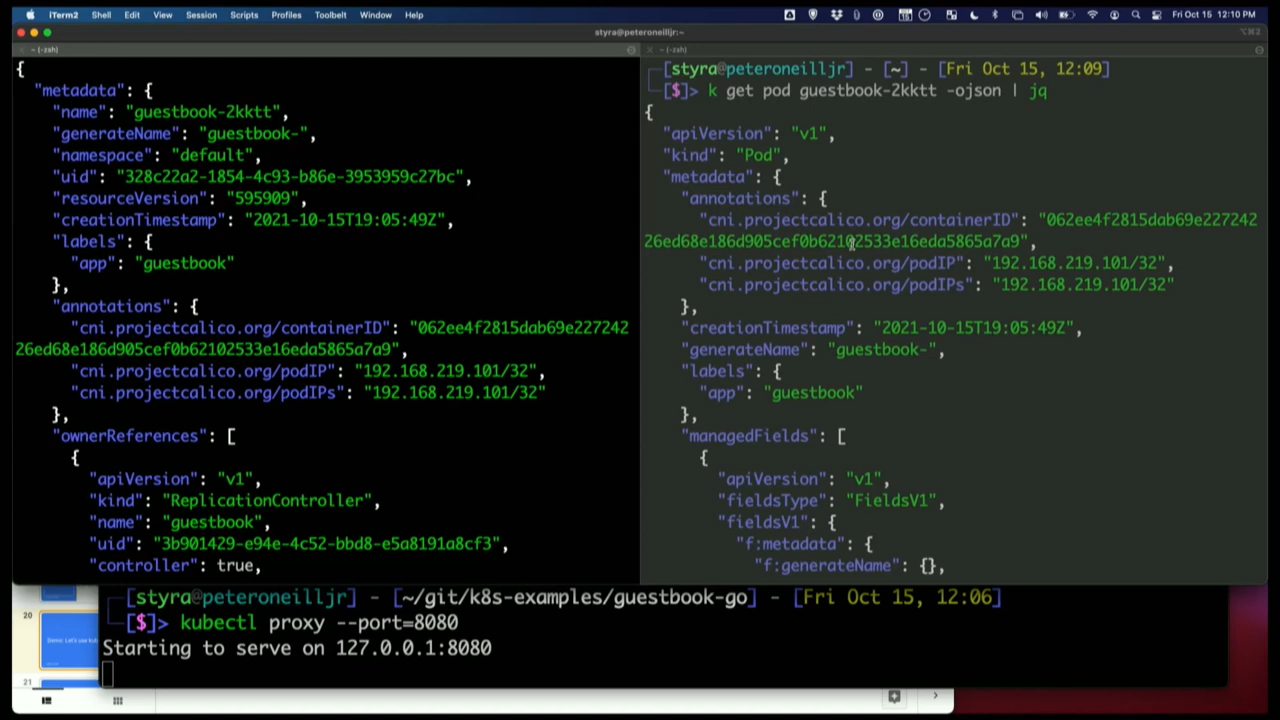 iTerm2 Shell Edit View Session Scripts Profiles Toolbelt Window Help Fri Oct 15 12:10 PM
styra@peteroneilljr:~
~ (-zsh)
{
"metadata": {
"name": "guestbook-2kktt",
"generateName": "guestbook-",
"namespace": "default",
"uid": "328c22a2-1854-4c93-b86e-3953959c27bc",
"resourceVersion": "595909",
"creationTimestamp": "2021-10-15T19:05:49Z",
"labels": {
"app": "guestbook"
},
"annotations": {
"cni.projectcalico.org/containerID": "062ee4f2815dab69e227242
26ed68e186d905cef0b62102533e16eda5865a7a9",
"cni.projectcalico.org/podIP": "192.168.219.101/32",
"cni.projectcalico.org/podIPs": "192.168.219.101/32"
},
"ownerReferences": [
{
"apiVersion": "v1",
"kind": "ReplicationController",
"name": "guestbook",
"uid": "3b901429-e94e-4c52-bbd8-e5a8191a8cf3",
"controller": true,
~ (-zsh)
[styra@peteroneilljr] - [~] - [Fri Oct 15, 12:09]
[$]> k get pod guestbook-2kktt -ojson | jq
{
"apiVersion": "v1",
"kind": "Pod",
"metadata": {
"annotations": {
"cni.projectcalico.org/containerID": "062ee4f2815dab69e227242
26ed68e186d905cef0b62102533e16eda5865a7a9",
"cni.projectcalico.org/podIP": "192.168.219.101/32",
"cni.projectcalico.org/podIPs": "192.168.219.101/32"
},
"creationTimestamp": "2021-10-15T19:05:49Z",
"generateName": "guestbook-",
"labels": {
"app": "guestbook"
},
"managedFields": [
{
"apiVersion": "v1",
"fieldsType": "FieldsV1",
"fieldsV1": {
"f:metadata": {
"f:generateName": {},
[styra@peteroneilljr] - [~/git/k8s-examples/guestbook-go] - [Fri Oct 15, 12:06]
[$]> kubectl proxy --port=8080
Starting to serve on 127.0.0.1:8080
20
Demo: Let's use kub
21